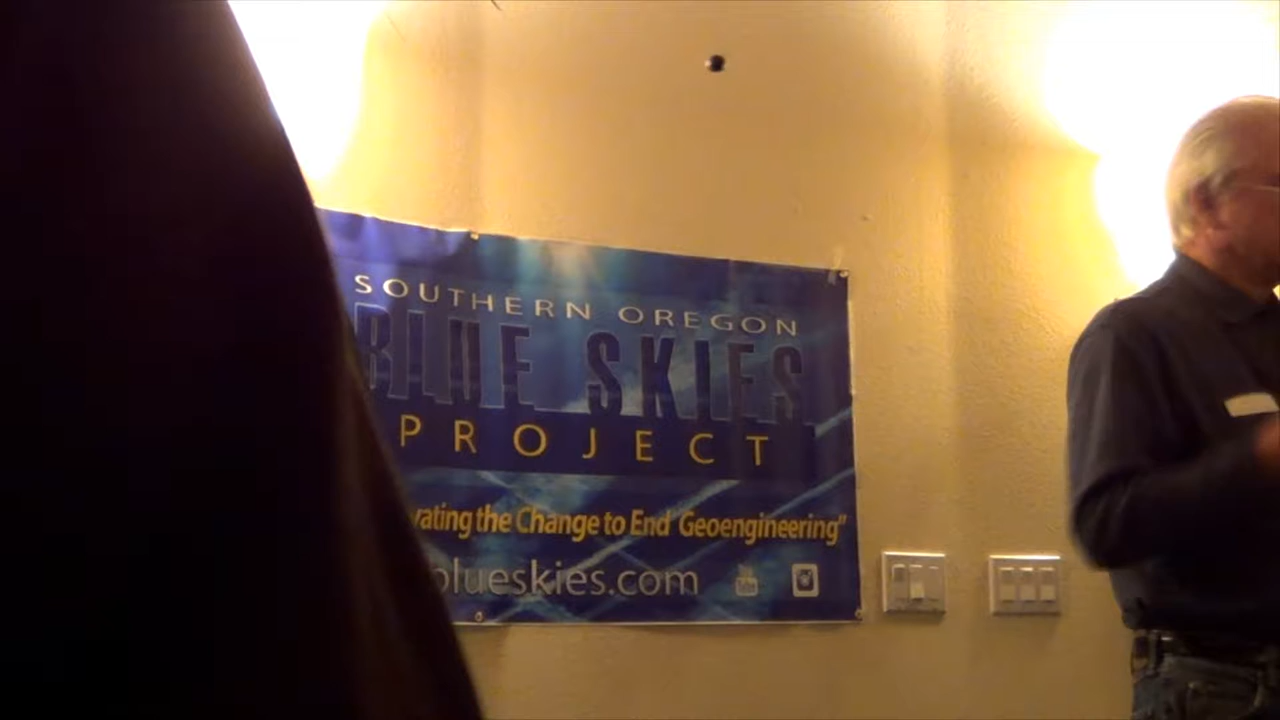 SOUTHERN OREGON
BLUE SKIES
PROJECT
vating the Change to End Geoengineering"
blueskies.com